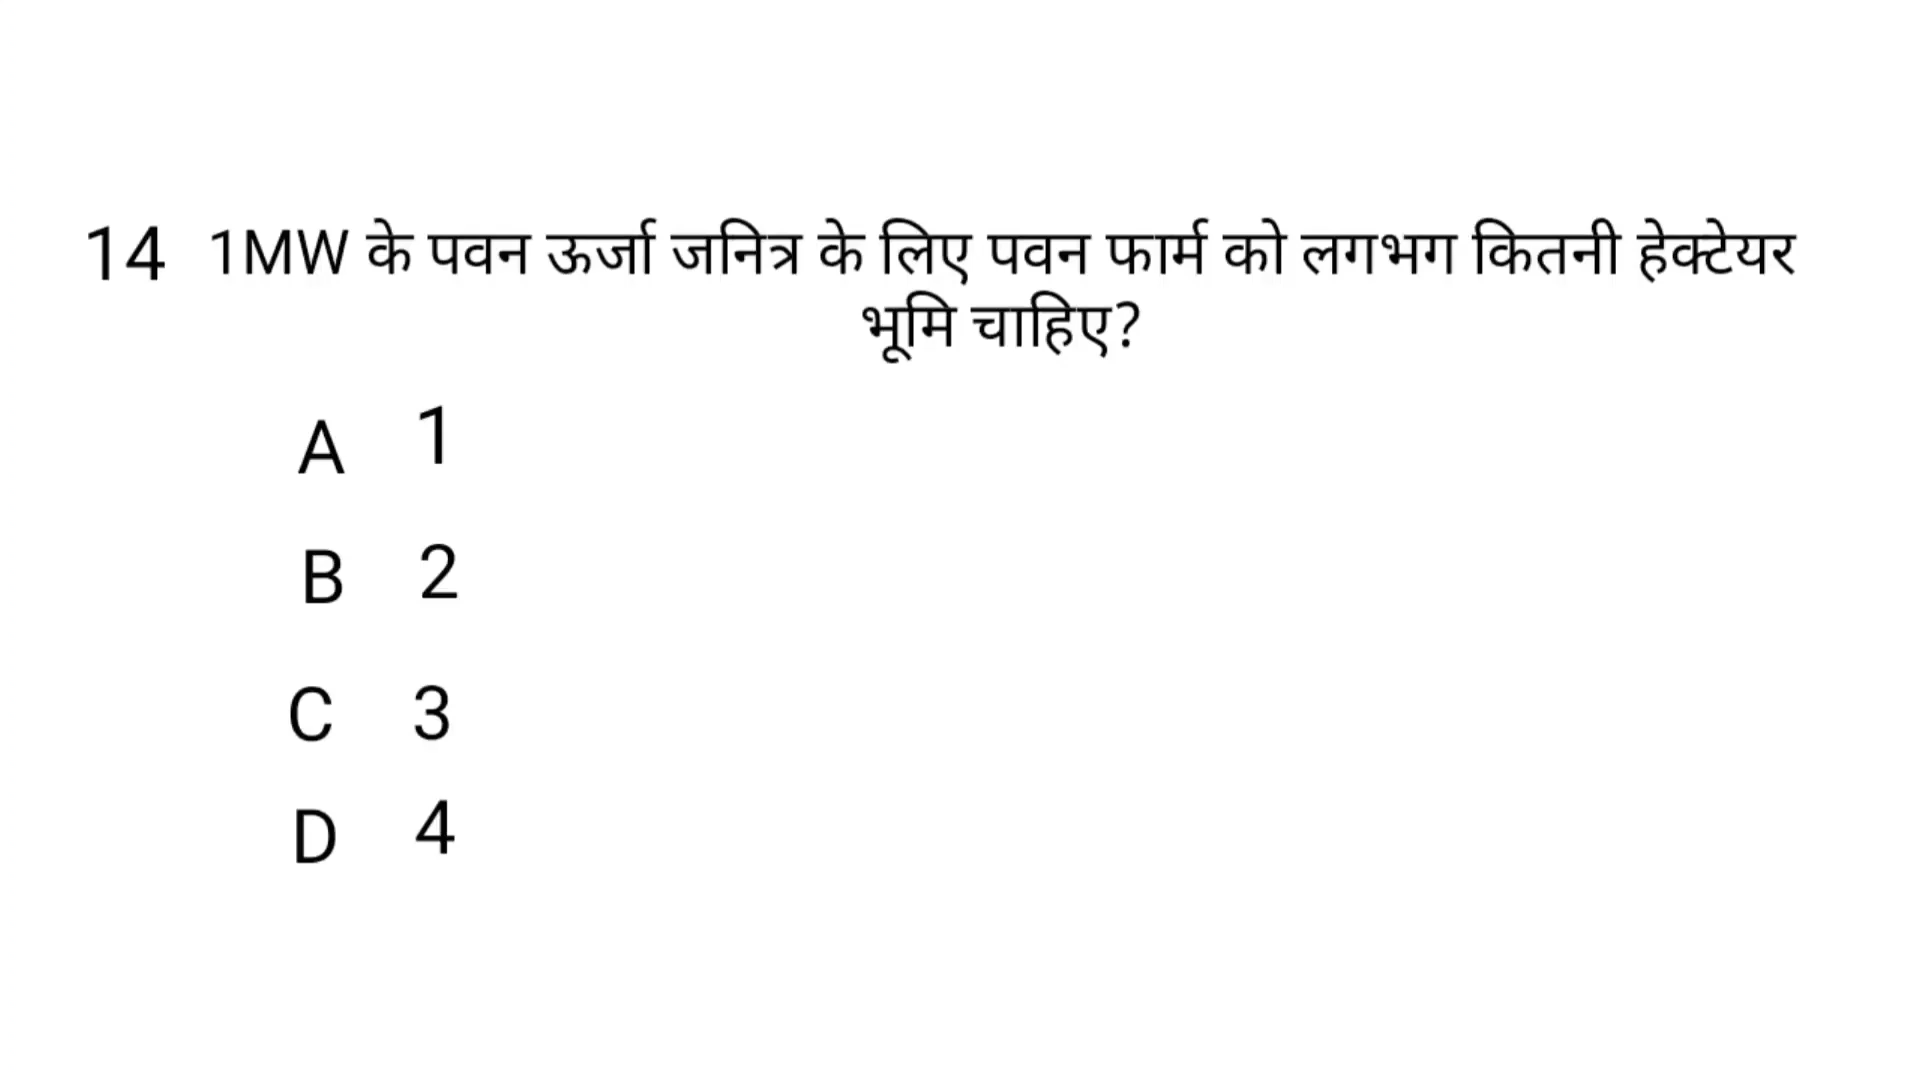 14 1MW के पवन ऊर्जा जनित्र के लिए पवन फार्म को लगभग कितनी हेक्टेयर
भूमि चाहिए?
A 1
B 2
C 3
D 4